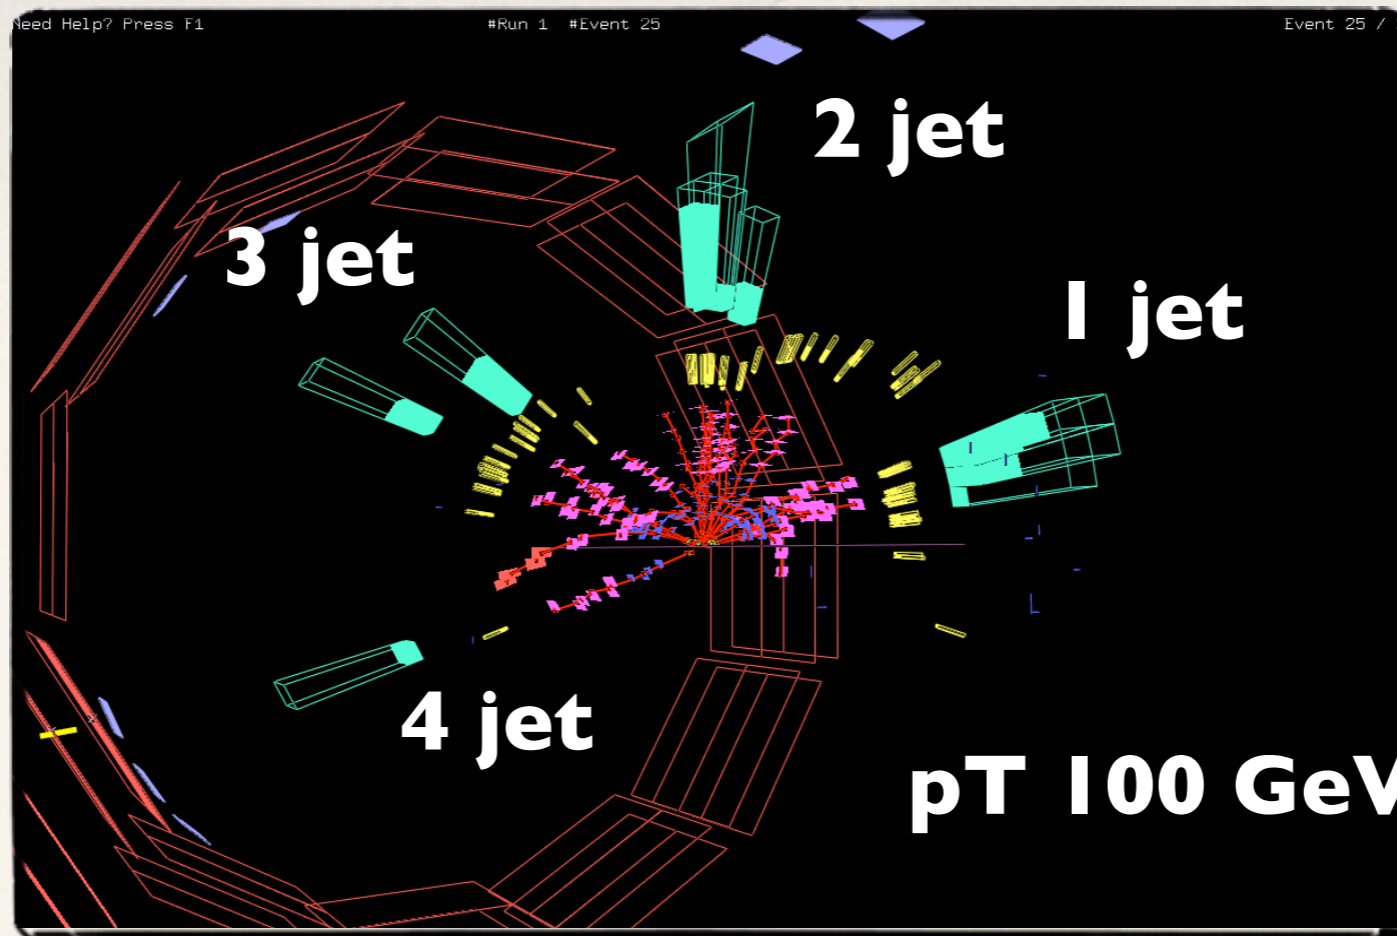 Need Help? Press F1
#Run 1 #Event 25
Event 25 /
2 jet
3 jet
1 jet
4 jet
pT 100 GeV